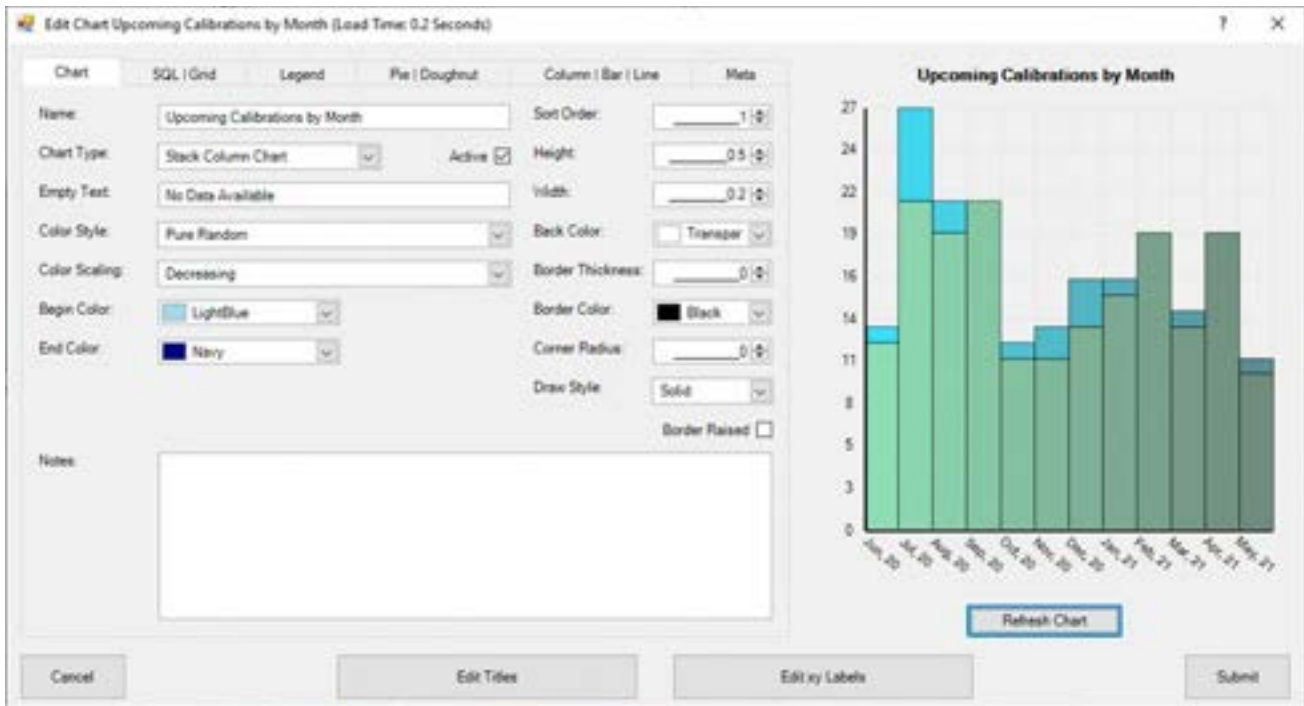 Edit Chart Upcoming Calibrations by Month (Load Time: 0.2 Seconds) ? ×
Chart SQL | Grid Legend Pie | Doughnut Column | Bar | Line Meta
Name: Upcoming Calibrations by Month Sort Order: 1
Chart Type: Stack Column Chart Active Height: 0.5
Empty Text: No Data Available Width: 0.2
Color Style: Pure Random Back Color: Transpar
Color Scaling: Decreasing Border Thickness: 0
Begin Color: LightBlue Border Color: Black
End Color: Navy Corner Radius: 0
Draw Style: Solid
Border Raised
Notes:
Upcoming Calibrations by Month
27
24
22
19
16
14
11
8
5
3
0
Jun, 20 Jul, 20 Aug, 20 Sep, 20 Oct, 20 Nov, 20 Dec, 20 Jan, 21 Feb, 21 Mar, 21 Apr, 21 May, 21
Refresh Chart
Cancel Edit Titles Edit xy Labels Submit